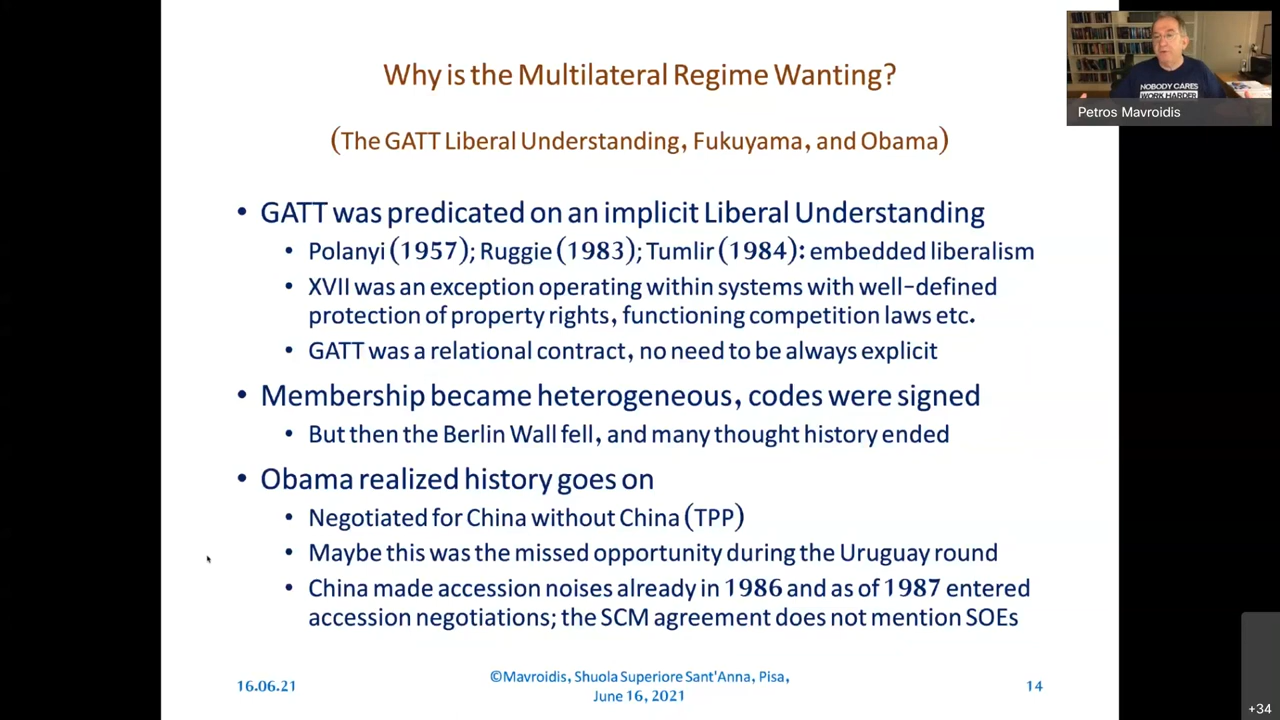 Why is the Multilateral Regime Wanting?
(The GATT Liberal Understanding, Fukuyama, and Obama)
• GATT was predicated on an implicit Liberal Understanding
• Polanyi (1957); Ruggie (1983); Tumlir (1984): embedded liberalism
• XVII was an exception operating within systems with well-defined
protection of property rights, functioning competition laws etc.
• GATT was a relational contract, no need to be always explicit
• Membership became heterogeneous, codes were signed
• But then the Berlin Wall fell, and many thought history ended
• Obama realized history goes on
• Negotiated for China without China (TPP)
• Maybe this was the missed opportunity during the Uruguay round
• China made accession noises already in 1986 and as of 1987 entered
accession negotiations; the SCM agreement does not mention SOEs
16.06.21
©Mavroidis, Shuola Superiore Sant'Anna, Pisa,
June 16, 2021
14
NOBODY CARES
WORK HARDER
Petros Mavroidis
+34